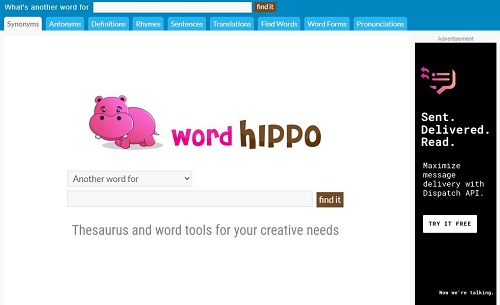 What's another word for
find it
Synonyms Antonyms Definitions Rhymes Sentences Translations Find Words Word Forms Pronunciations
Advertisement
word hippo
Another word for
find it
Thesaurus and word tools for your creative needs
Sent.
Delivered.
Read.
Maximize
message
delivery with
Dispatch API.
TRY IT FREE
Now we're talking.